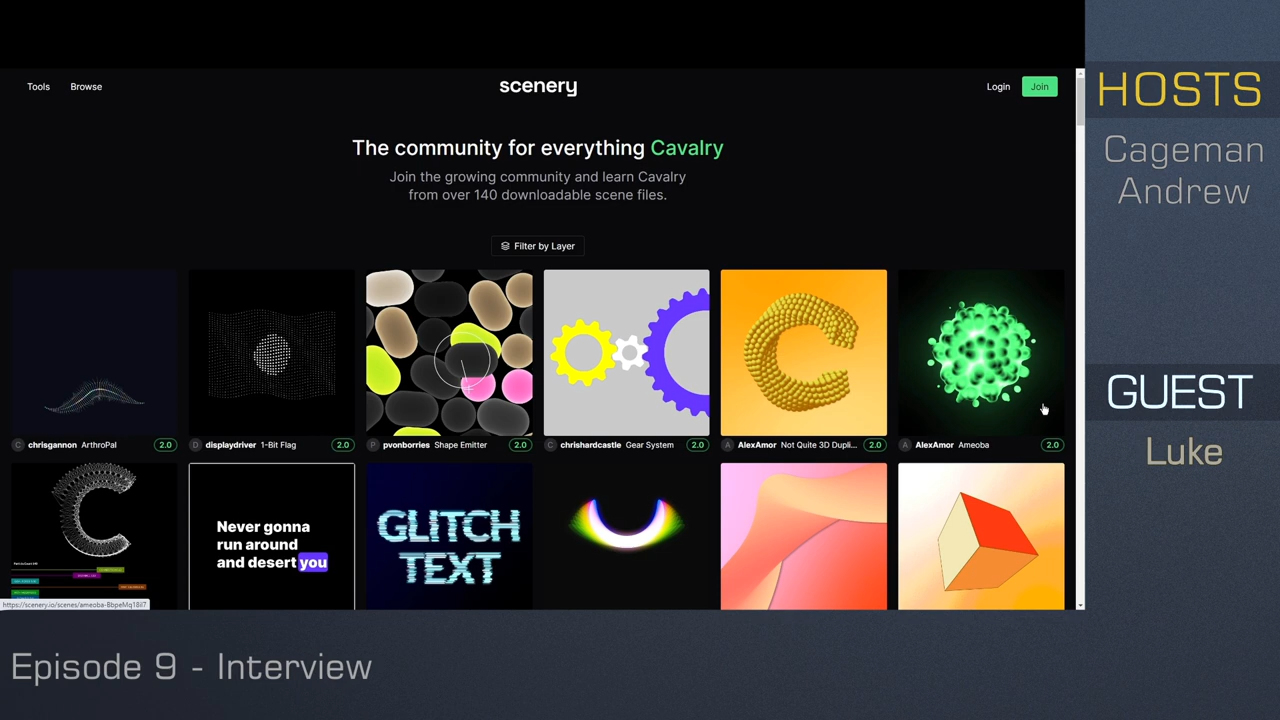 Tools
Browse
scenery
Login
Join
The community for everything Cavalry
Join the growing community and learn Cavalry
from over 140 downloadable scene files.
Filter by Layer
C chrisgannon ArthroPal 2.0
D displaydriver 1-Bit Flag 2.0
P pvonborries Shape Emitter 2.0
C chrishardcastle Gear System 2.0
A AlexAmor Not Quite 3D Dupli... 2.0
A AlexAmor Ameoba 2.0
Never gonna
run around
and desert you
GLITCH
TEXT
HOSTS
Cageman
Andrew
GUEST
Luke
Episode 9 - Interview